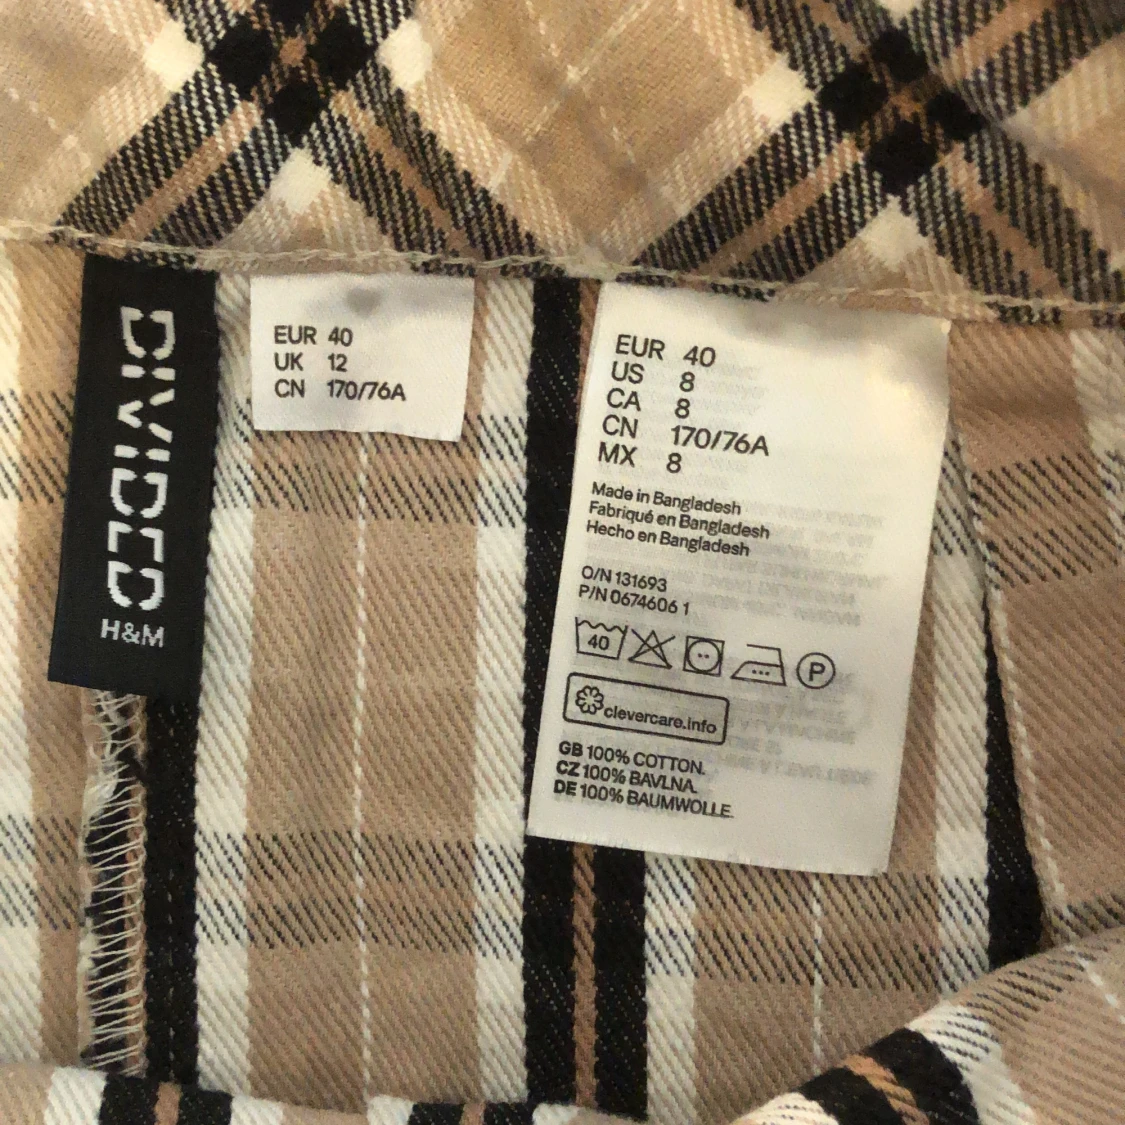 DIVIDED
H&M
EUR 40
UK 12
CN 170/76A
EUR 40
US 8
CA 8
CN 170/76A
MX 8
Made in Bangladesh
Fabriqué en Bangladesh
Hecho en Bangladesh
O/N 131693
P/N 0674606 1
40
P
clevercare.info
GB 100% COTTON.
CZ 100% BAVLNA.
DE 100% BAUMWOLLE.